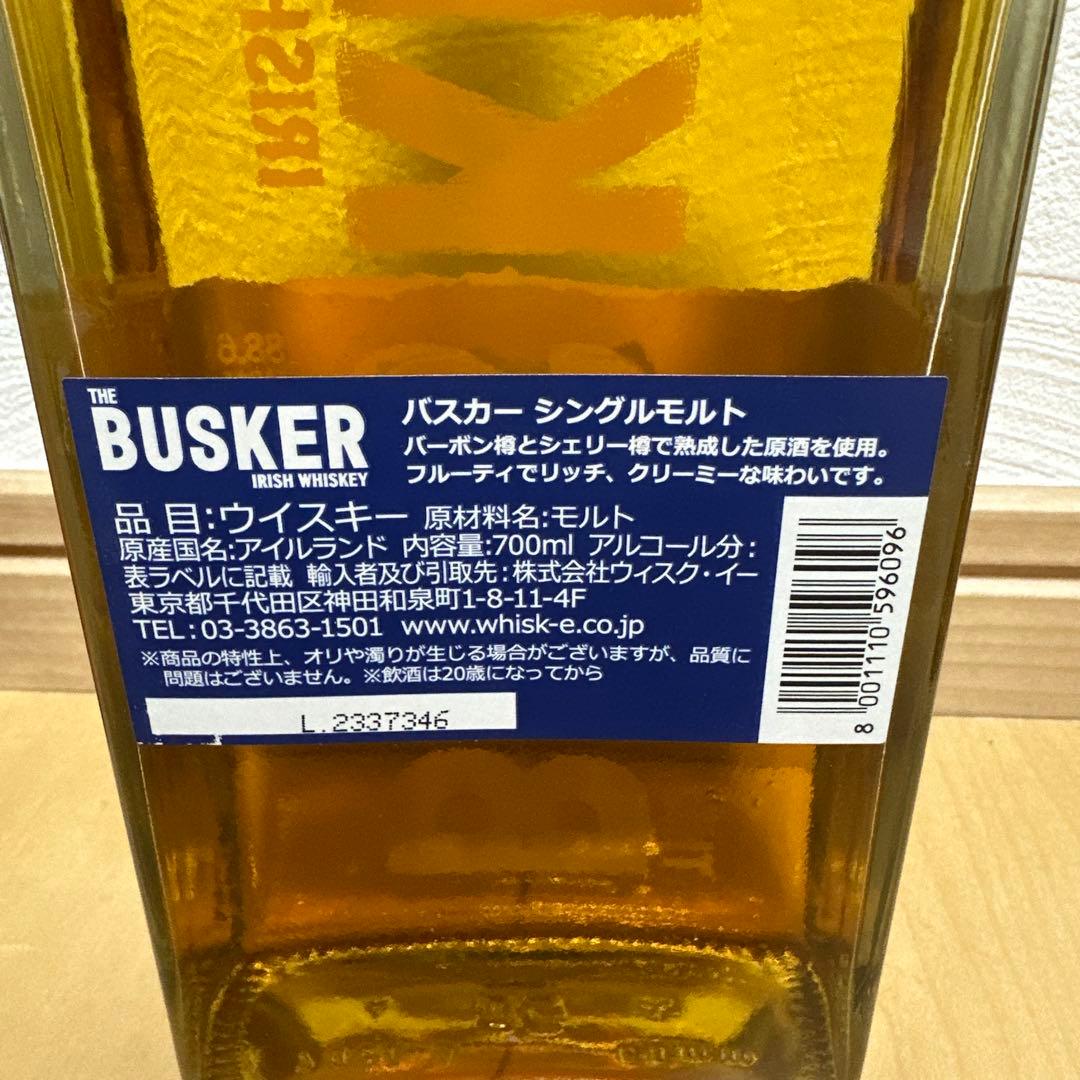 IRISH
K
THE
BUSKER
IRISH WHISKEY
バスカー シングルモルト
バーボン樽とシェリー樽で熟成した原酒を使用。
フルーティでリッチ、クリーミーな味わいです。
品 目:ウイスキー 原材料名:モルト
原産国名:アイルランド 内容量:700ml アルコール分:
表ラベルに記載 輸入者及び引取先:株式会社ウィスク・イー
東京都千代田区神田和泉町1-8-11-4F
TEL:03-3863-1501 www.whisk-e.co.jp
※商品の特性上、オリや濁りが生じる場合がございますが、品質に
問題はございません。※飲酒は20歳になってから
L.2337346
8 001110 596096
B
T